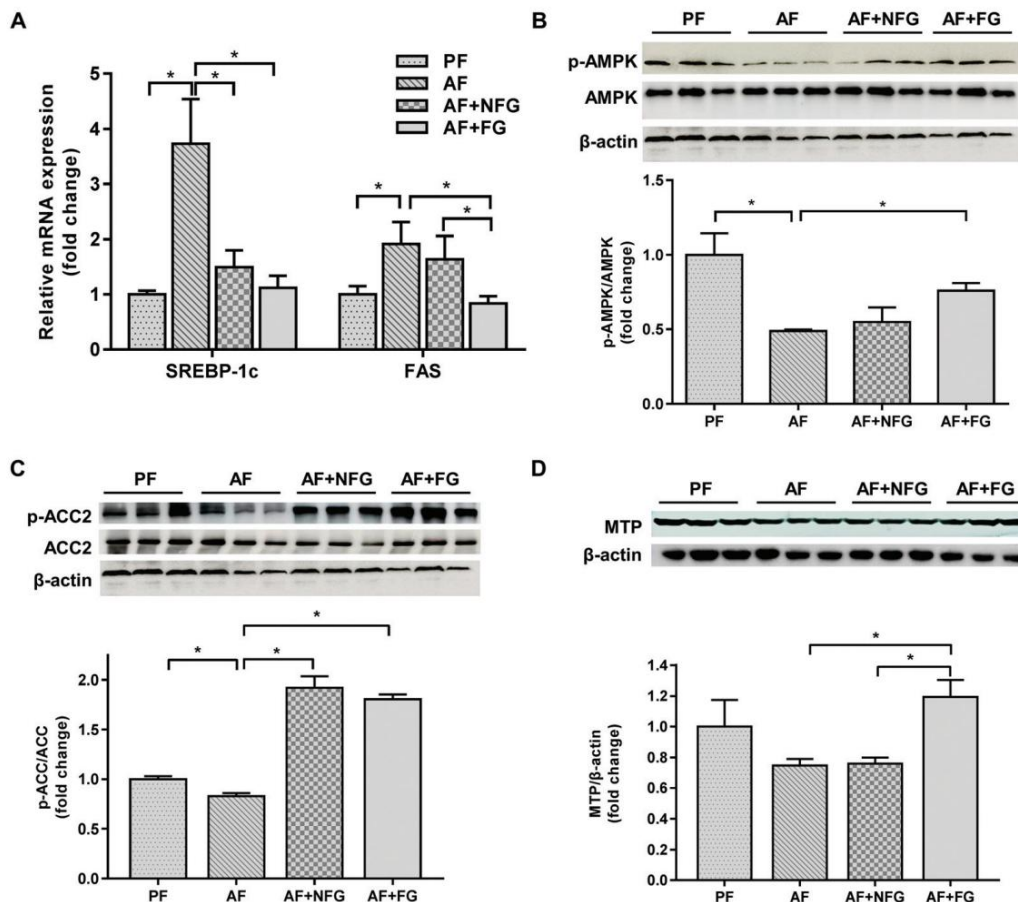 A
Relative mRNA expression
(fold change)
5
4
3
2
1
0
* * *
* * *
SREBP-1c FAS
PF
AF
AF+NFG
AF+FG
B
PF AF AF+NFG AF+FG
p-AMPK
AMPK
β-actin
p-AMPK/AMPK
(fold change)
1.5
1.0
0.5
0.0
* *
PF AF AF+NFG AF+FG
C
PF AF AF+NFG AF+FG
p-ACC2
ACC2
β-actin
p-ACC/ACC
(fold change)
2.0
1.5
1.0
0.5
0.0
*
* *
PF AF AF+NFG AF+FG
D
PF AF AF+NFG AF+FG
MTP
β-actin
MTP/β-actin
(fold change)
1.4
1.2
1.0
0.8
0.6
0.4
0.2
0.0
*
*
PF AF AF+NFG AF+FG